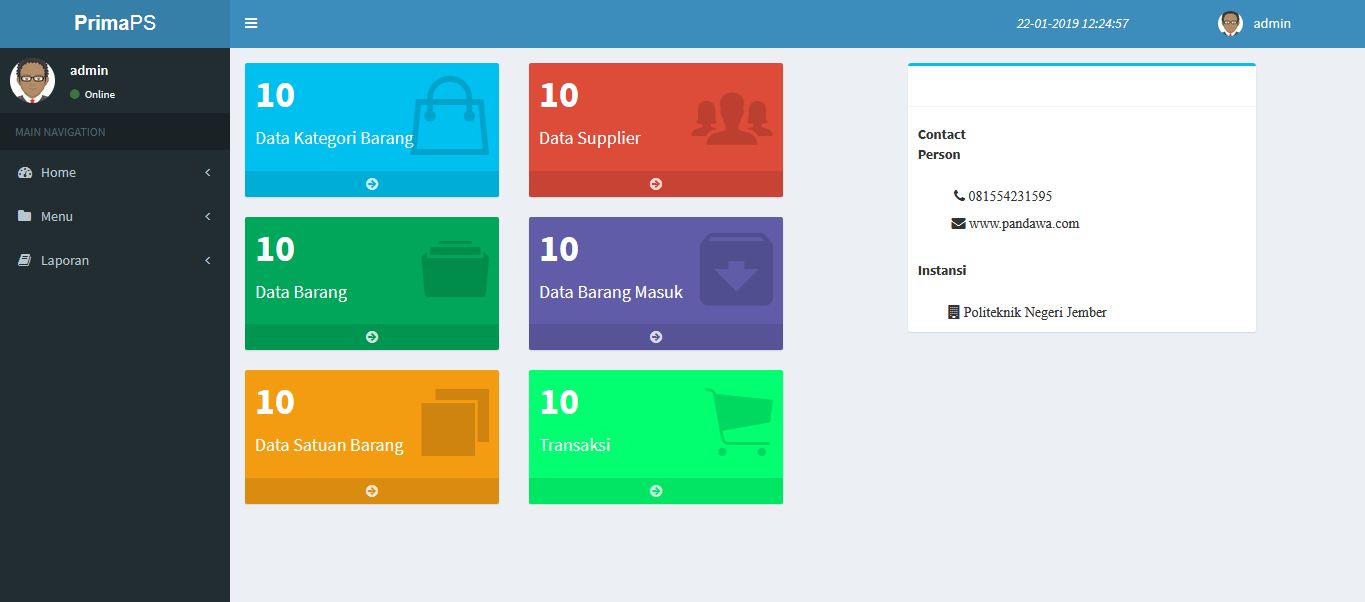 PrimaPS
22-01-2019 12:24:57
admin
admin
Online
MAIN NAVIGATION
Home
Menu
Laporan
10
Data Kategori Barang
10
Data Supplier
10
Data Barang
10
Data Barang Masuk
10
Data Satuan Barang
10
Transaksi
Contact
Person
081554231595
www.pandawa.com
Instansi
Politeknik Negeri Jember